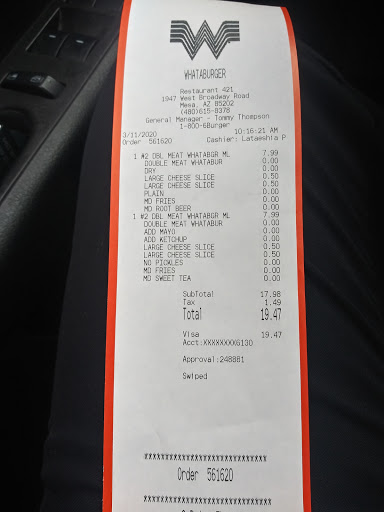 WHATABURGER
Restaurant 421
1947 West Broadway Road
Mesa, AZ 85202
(480)615-8378
General Manager - Tommy Thompson
1-800-6Burger
3/11/2020 10:16:21 AM
Order 561620 Cashier: Lataeshia P
1 #2 DBL MEAT WHATABGR ML 7.99
DOUBLE MEAT WHATABUR 0.00
DRY 0.00
LARGE CHEESE SLICE 0.50
LARGE CHEESE SLICE 0.50
PLAIN 0.00
MD FRIES 0.00
MD ROOT BEER 0.00
1 #2 DBL MEAT WHATABGR ML 7.99
DOUBLE MEAT WHATABUR 0.00
ADD MAYO 0.00
ADD KETCHUP 0.00
LARGE CHEESE SLICE 0.50
LARGE CHEESE SLICE 0.50
NO PICKLES 0.00
MD FRIES 0.00
MD SWEET TEA 0.00
SubTotal 17.98
Tax 1.49
Total 19.47
Visa 19.47
Acct:XXXXXXXX6130
Approval:248881
Swiped
XXXXXXXXXXXXXXXXXXXXXXXXXXXXXX
Order 561620
XXXXXXXXXXXXXXXXXXXXXXXXXXXXXX